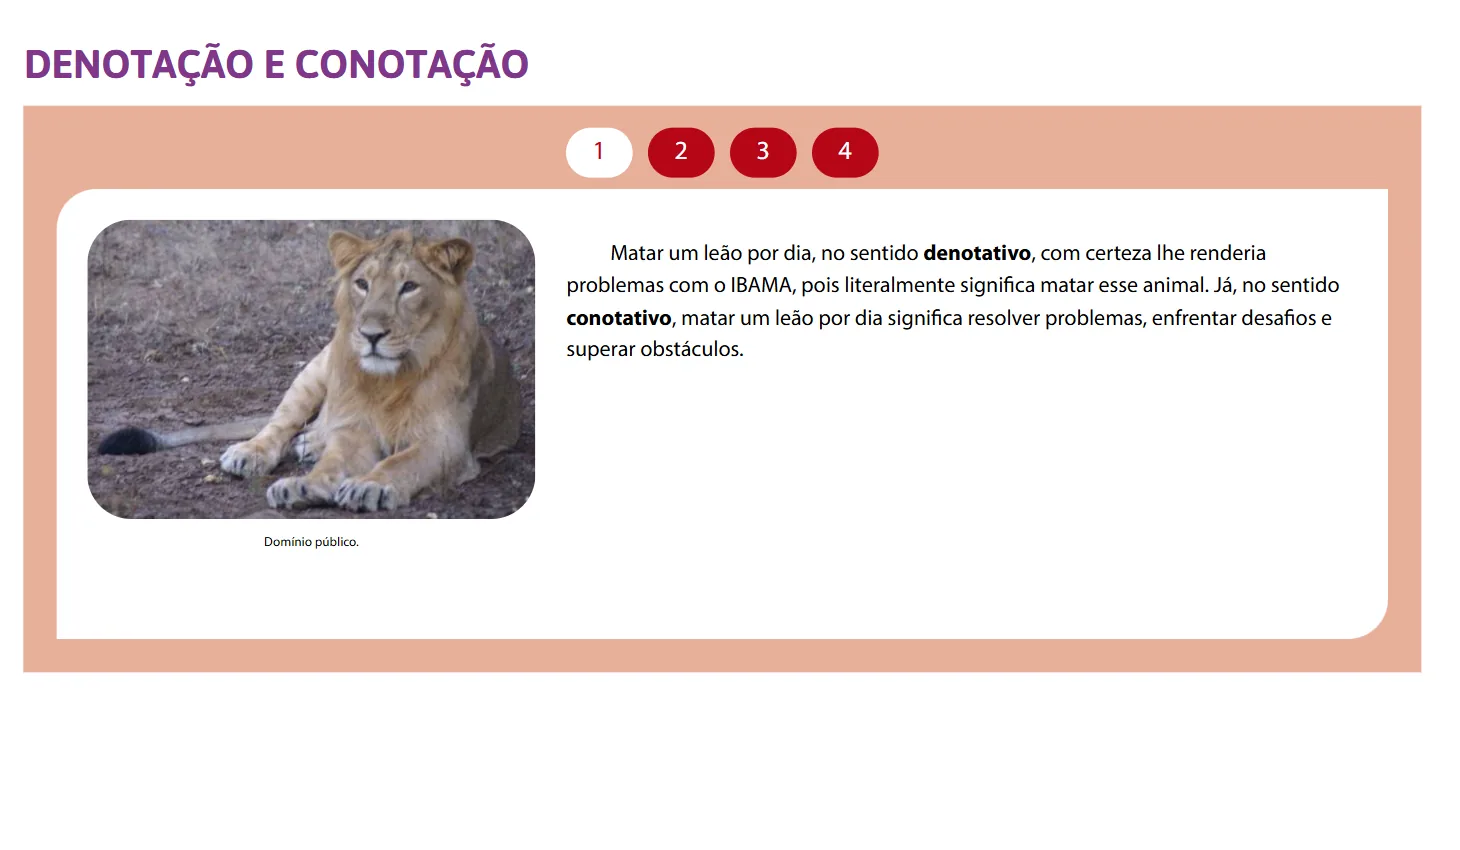 DENOTAÇÃO E CONOTAÇÃO
1 2 3 4
Matar um leão por dia, no sentido denotativo, com certeza lhe renderia
problemas com o IBAMA, pois literalmente significa matar esse animal. Já, no sentido
conotativo, matar um leão por dia significa resolver problemas, enfrentar desafios e
superar obstáculos.
Domínio público.